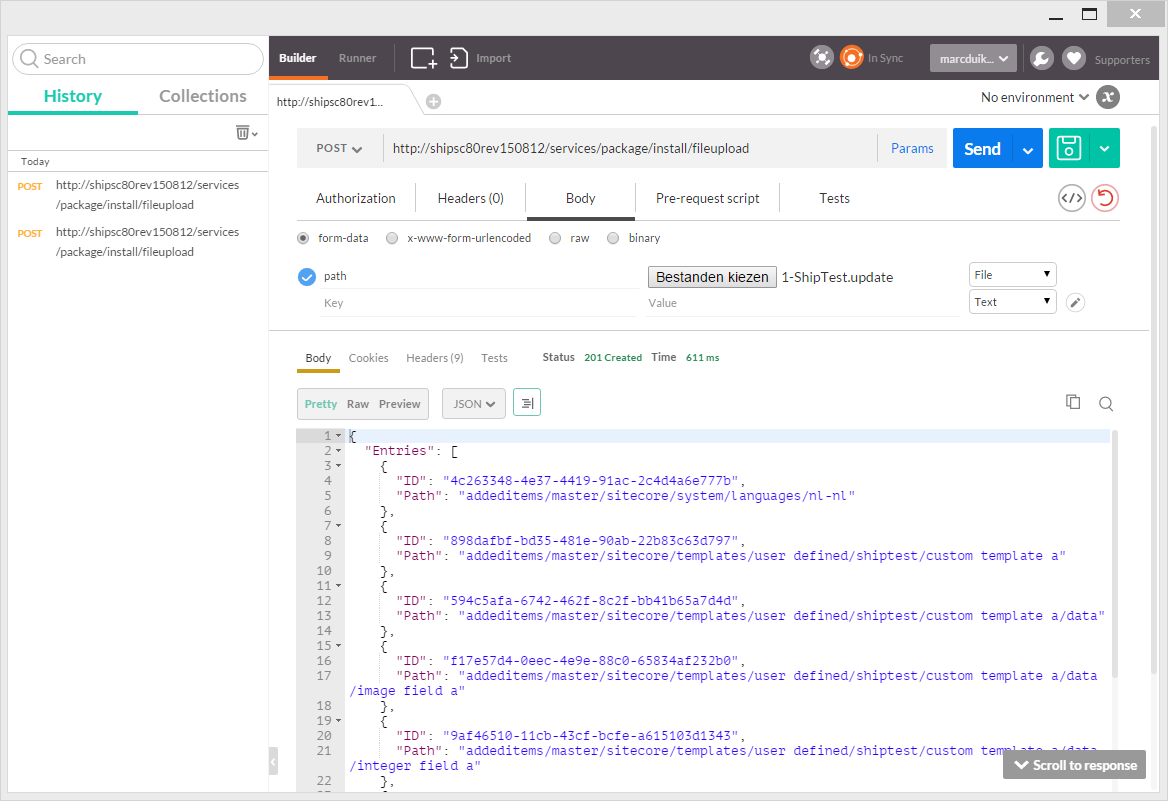 Search
Builder
Runner
Import
In Sync
marcduik...
Supporters
History
Collections
http://shipsc80rev1...
No environment
Today
POST
http://shipsc80rev150812/services
/package/install/fileupload
POST
http://shipsc80rev150812/services
/package/install/fileupload
POST
http://shipsc80rev150812/services/package/install/fileupload
Params
Send
Authorization
Headers (0)
Body
Pre-request script
Tests
form-data
x-www-form-urlencoded
raw
binary
path
Bestanden kiezen
1-ShipTest.update
File
Key
Value
Text
Body
Cookies
Headers (9)
Tests
Status
201 Created
Time
611 ms
Pretty
Raw
Preview
JSON
1 {
2 "Entries": [
3 {
4 "ID": "4c263348-4e37-4419-91ac-2c4d4a6e777b",
5 "Path": "addeditems/master/sitecore/system/languages/nl-nl"
6 },
7 {
8 "ID": "898dafbf-bd35-481e-90ab-22b83c63d797",
9 "Path": "addeditems/master/sitecore/templates/user defined/shiptest/custom template a"
10 },
11 {
12 "ID": "594c5afa-6742-462f-8c2f-bb41b65a7d4d",
13 "Path": "addeditems/master/sitecore/templates/user defined/shiptest/custom template a/data"
14 },
15 {
16 "ID": "f17e57d4-0eec-4e9e-88c0-65834af232b0",
17 "Path": "addeditems/master/sitecore/templates/user defined/shiptest/custom template a/data
/image field a"
18 },
19 {
20 "ID": "9af46510-11cb-43cf-bcfe-a615103d1343",
21 "Path": "addeditems/master/sitecore/templates/user defined/shiptest/custom template a/data
/integer field a"
22 },
Scroll to response